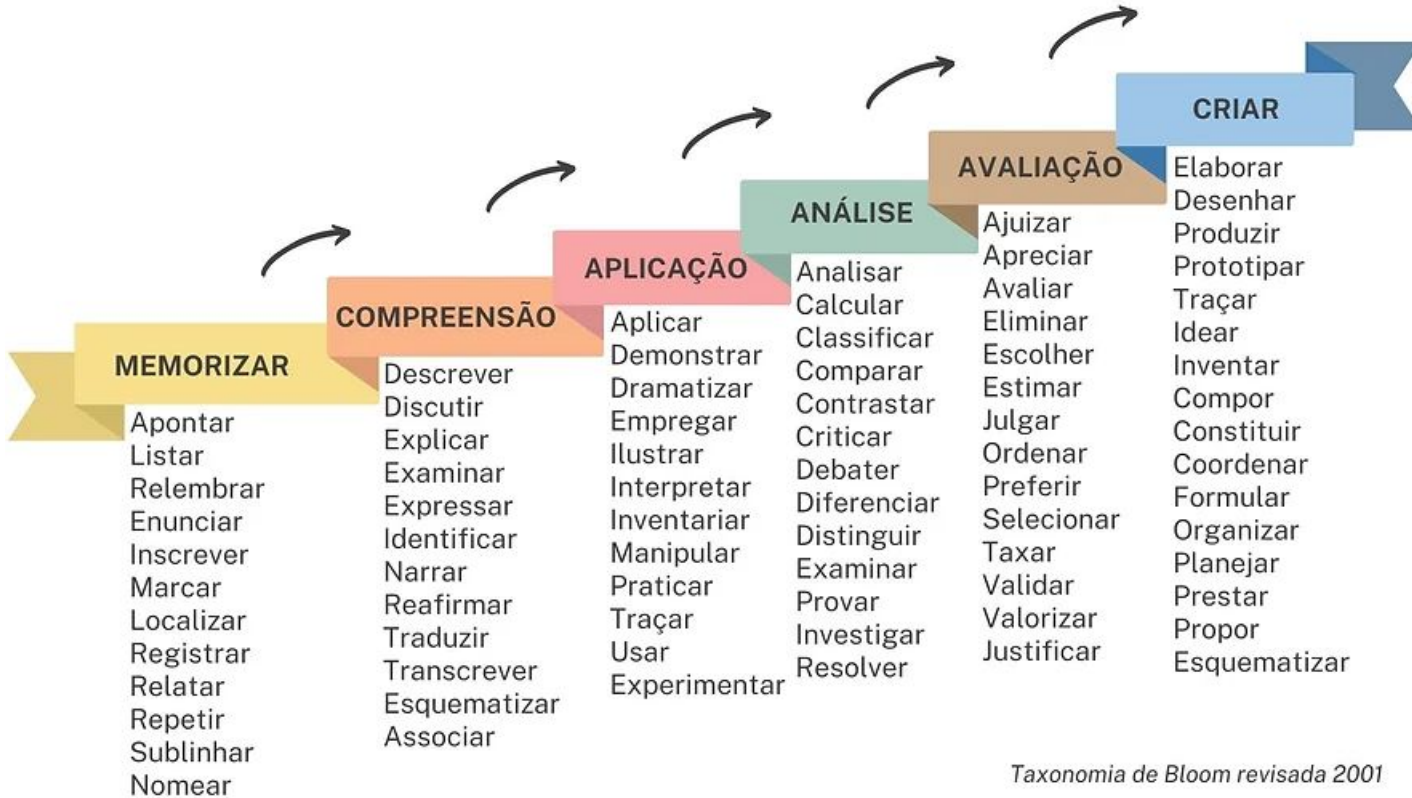 MEMORIZAR
Apontar
Listar
Relembrar
Enunciar
Inscrever
Marcar
Localizar
Registrar
Relatar
Repetir
Sublinhar
Nomear
COMPREENSÃO
Descrever
Discutir
Explicar
Examinar
Expressar
Identificar
Narrar
Reafirmar
Traduzir
Transcrever
Esquematizar
Associar
APLICAÇÃO
Aplicar
Demonstrar
Dramatizar
Empregar
Ilustrar
Interpretar
Inventariar
Manipular
Praticar
Traçar
Usar
Experimentar
ANÁLISE
Analisar
Calcular
Classificar
Comparar
Contrastar
Criticar
Debater
Diferenciar
Distinguir
Examinar
Provar
Investigar
Resolver
AVALIAÇÃO
Ajuizar
Apreciar
Avaliar
Eliminar
Escolher
Estimar
Julgar
Ordenar
Preferir
Selecionar
Taxar
Validar
Valorizar
Justificar
CRIAR
Elaborar
Desenhar
Produzir
Prototipar
Traçar
Idear
Inventar
Compor
Constituir
Coordenar
Formular
Organizar
Planejar
Prestar
Propor
Esquematizar
Taxonomia de Bloom revisada 2001